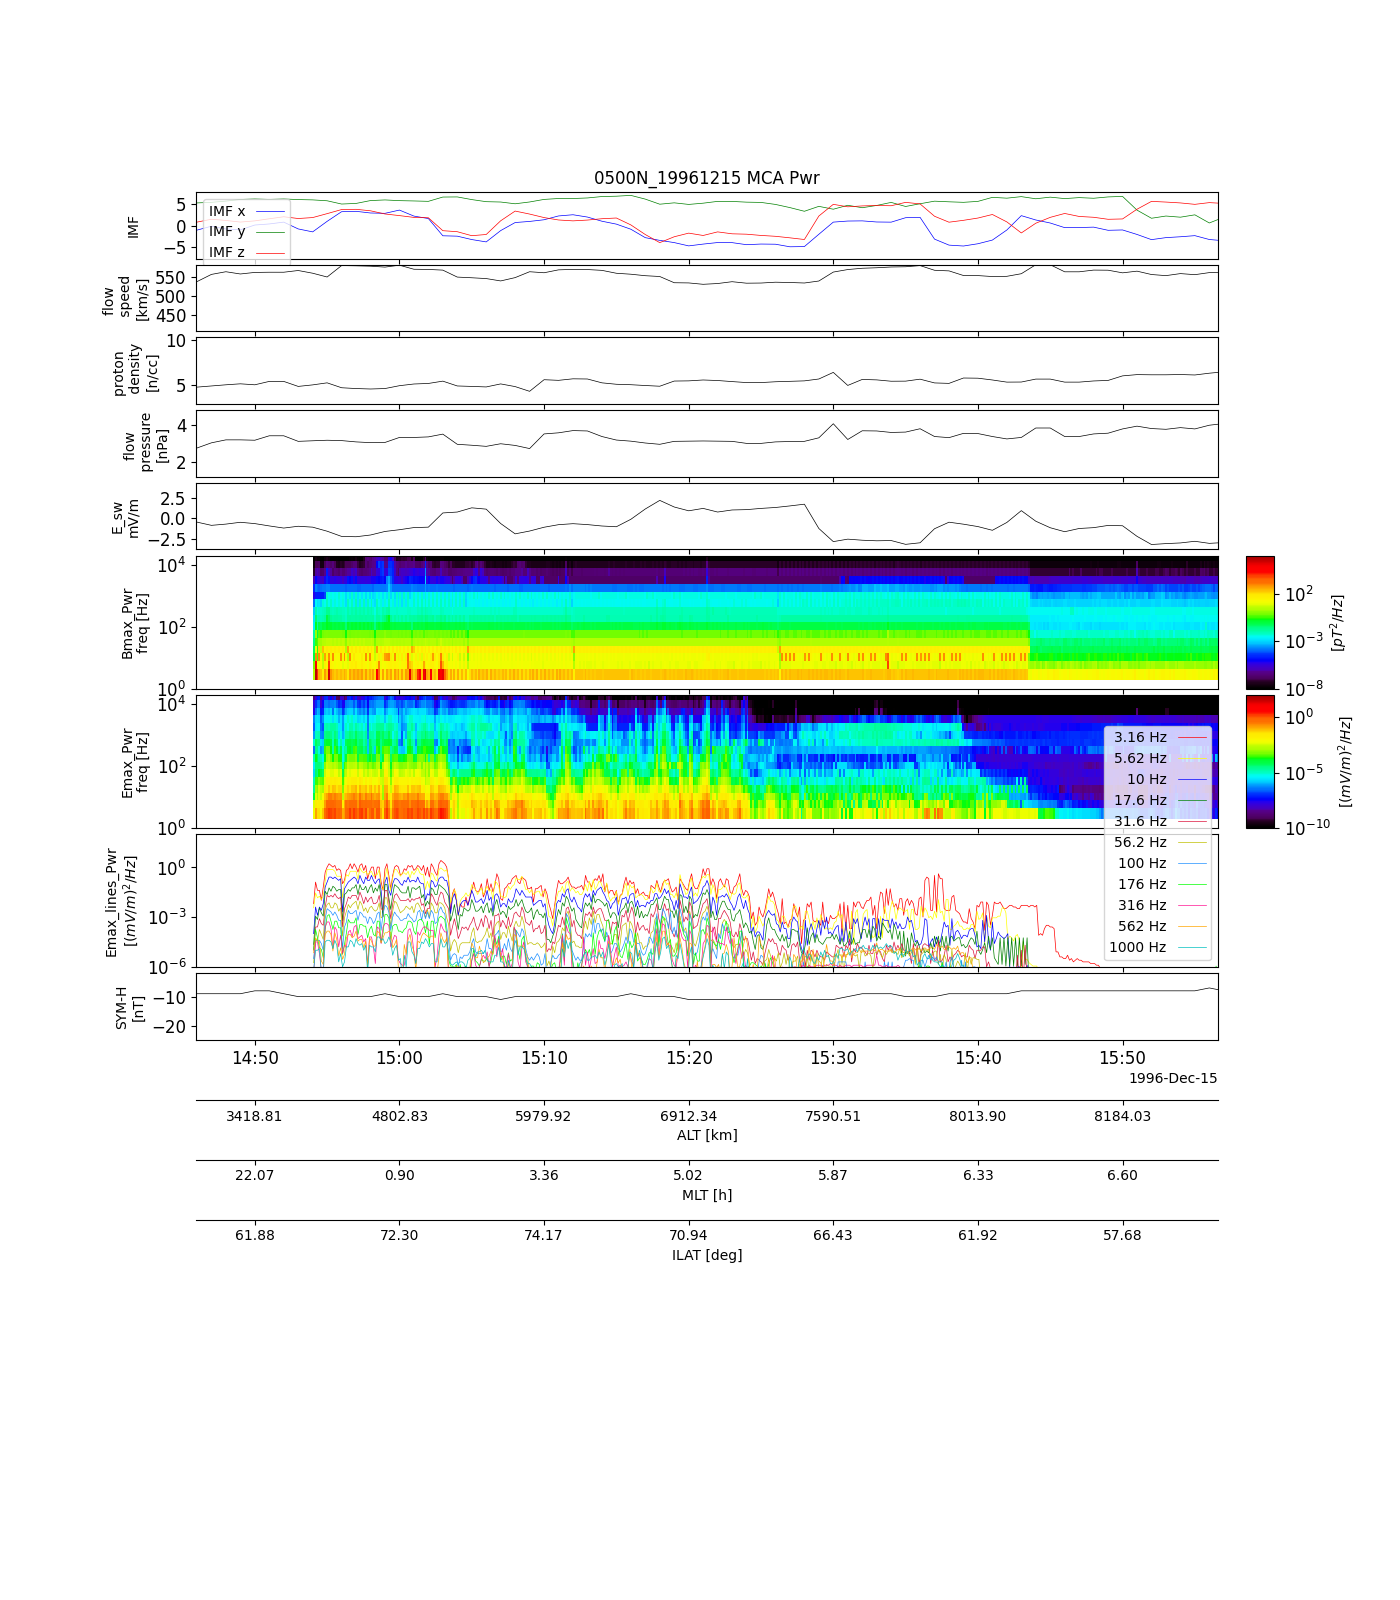 0500N_19961215 MCA Pwr
IMF
5
0
−5
IMF x
IMF y
IMF z
flow
speed
[km/s]
550
500
450
proton
density
[n/cc]
10
5
flow
pressure
[nPa]
4
2
E_sw
mV/m
2.5
0.0
−2.5
Bmax_Pwr
freq [Hz]
10^4
10^2
10^0
10^2
10^−3
10^−8
[pT^2/Hz]
Emax_Pwr
freq [Hz]
10^4
10^2
10^0
10^0
10^−5
10^−10
[(mV/m)^2/Hz]
3.16 Hz
5.62 Hz
10 Hz
17.6 Hz
31.6 Hz
56.2 Hz
100 Hz
176 Hz
316 Hz
562 Hz
1000 Hz
Emax_lines_Pwr
[(mV/m)^2/Hz]
10^0
10^−3
10^−6
SYM-H
[nT]
−10
−20
14:50 15:00 15:10 15:20 15:30 15:40 15:50
1996-Dec-15
3418.81 4802.83 5979.92 6912.34 7590.51 8013.90 8184.03
ALT [km]
22.07 0.90 3.36 5.02 5.87 6.33 6.60
MLT [h]
61.88 72.30 74.17 70.94 66.43 61.92 57.68
ILAT [deg]